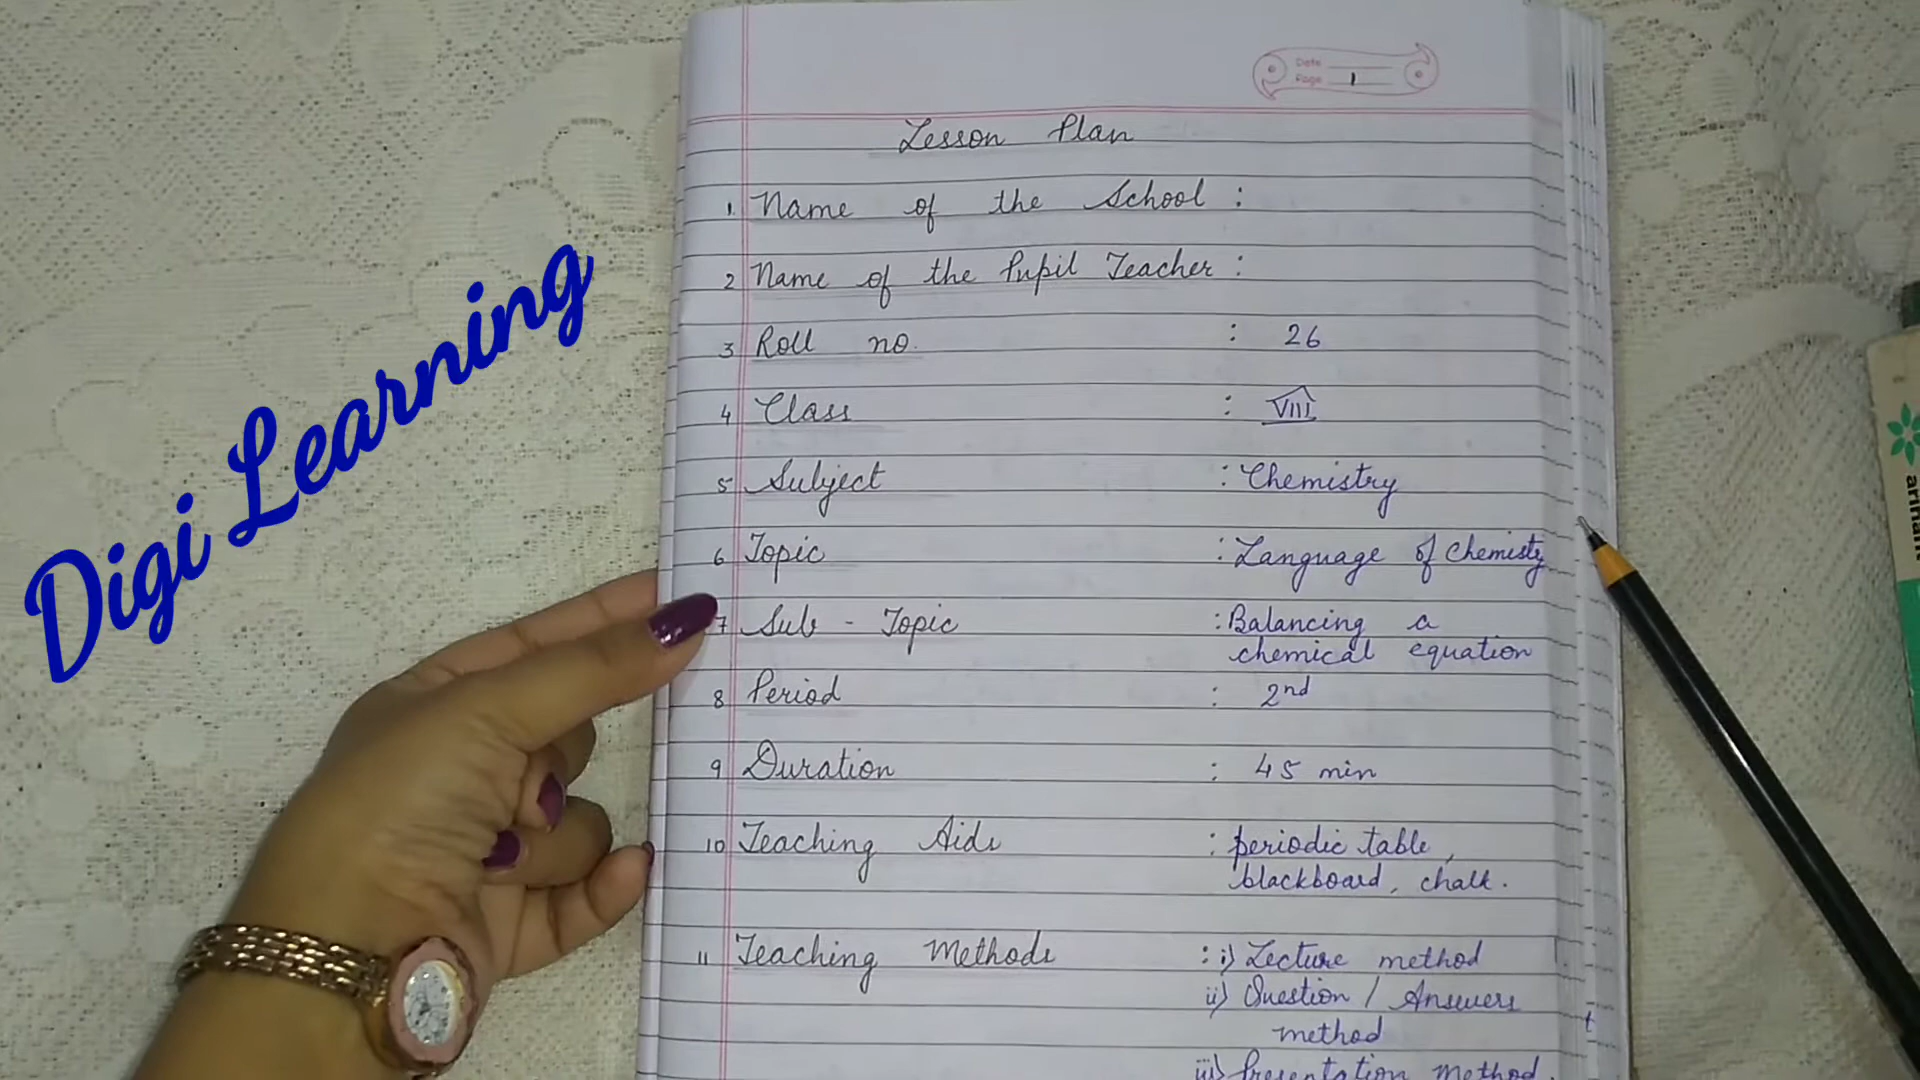 Date
Page 1
Lesson Plan
1. Name of the School :
2 Name of the Pupil Teacher :
3 Roll no. : 26
4 Class : VIII
5 Subject : Chemistry
6 Topic : Language of Chemisty
7 Sub - Topic : Balancing a
chemical equation
8 Period : 2nd
9 Duration : 45 min
10 Teaching Aids : periodic table,
blackboard, chalk.
11 Teaching Methods : i) Lecture method
ii) Question / Answers
method
iii) Presentation Method.
Digi Learning
arihant